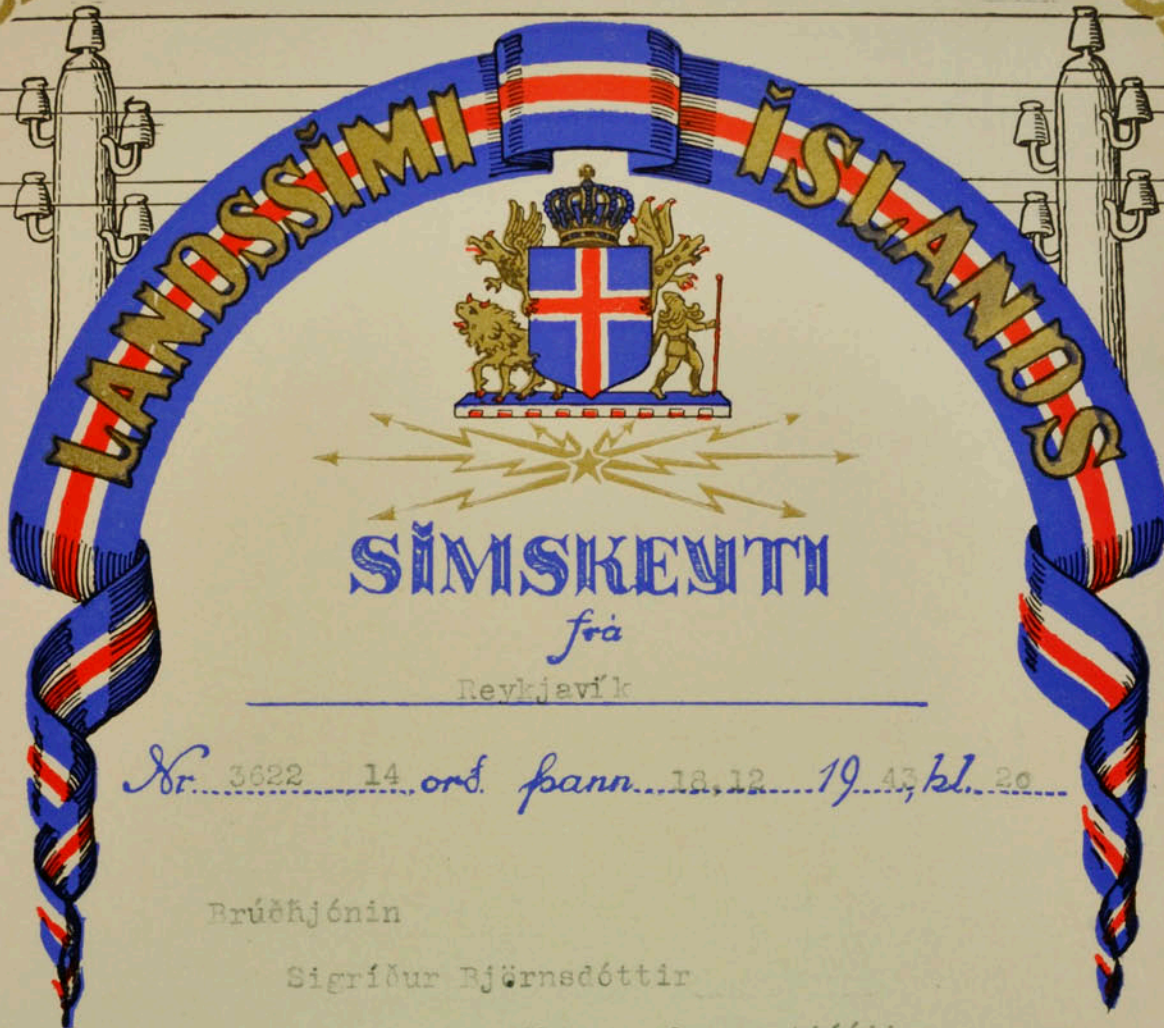 LANDSSÍMI ÍSLANDS
SÍMSKEYTI
frá
Reykjavík
Nr. 3622 14 orð. þann 18,12 19 43, kl. 20
Brúðhjónin
Sigríður Björnsdóttir